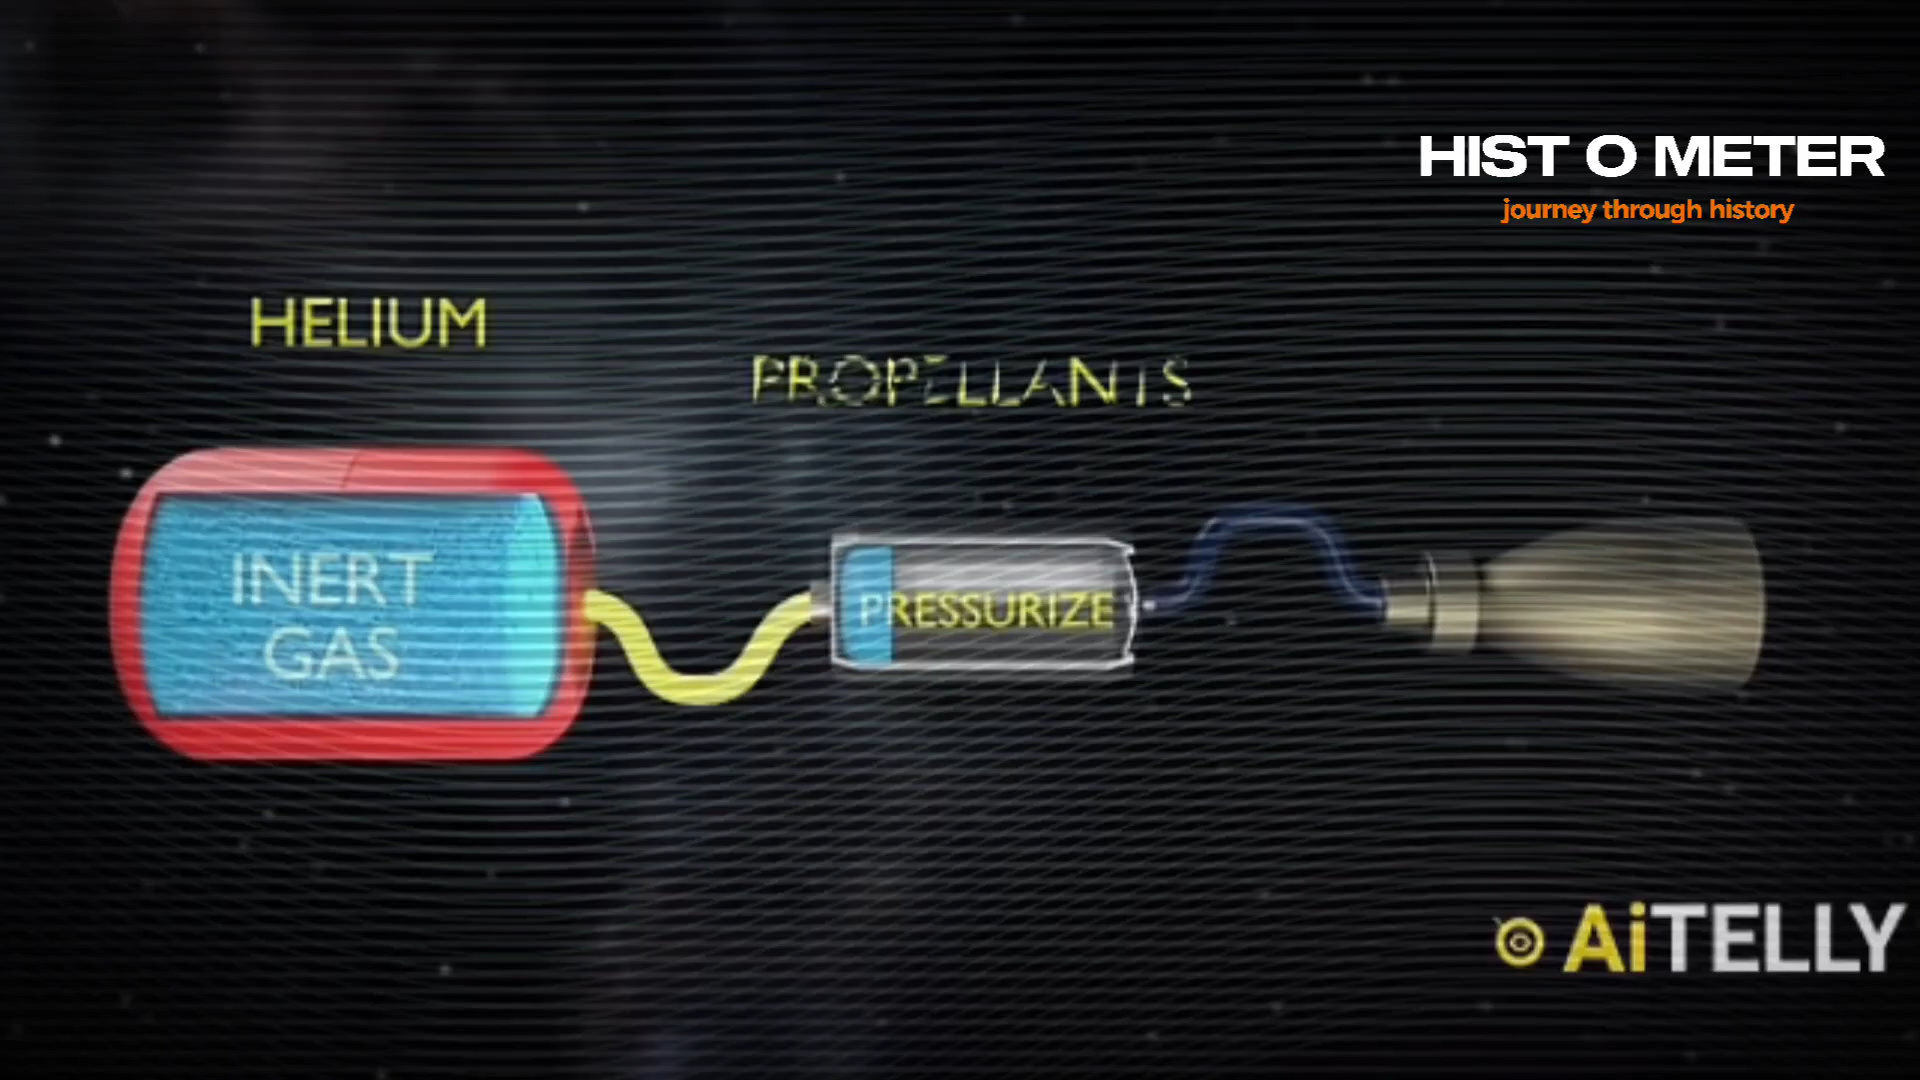 HIST O METER
journey through history
HELIUM
PROPELLANTS
INERT
GAS
PRESSURIZE
AiTELLY